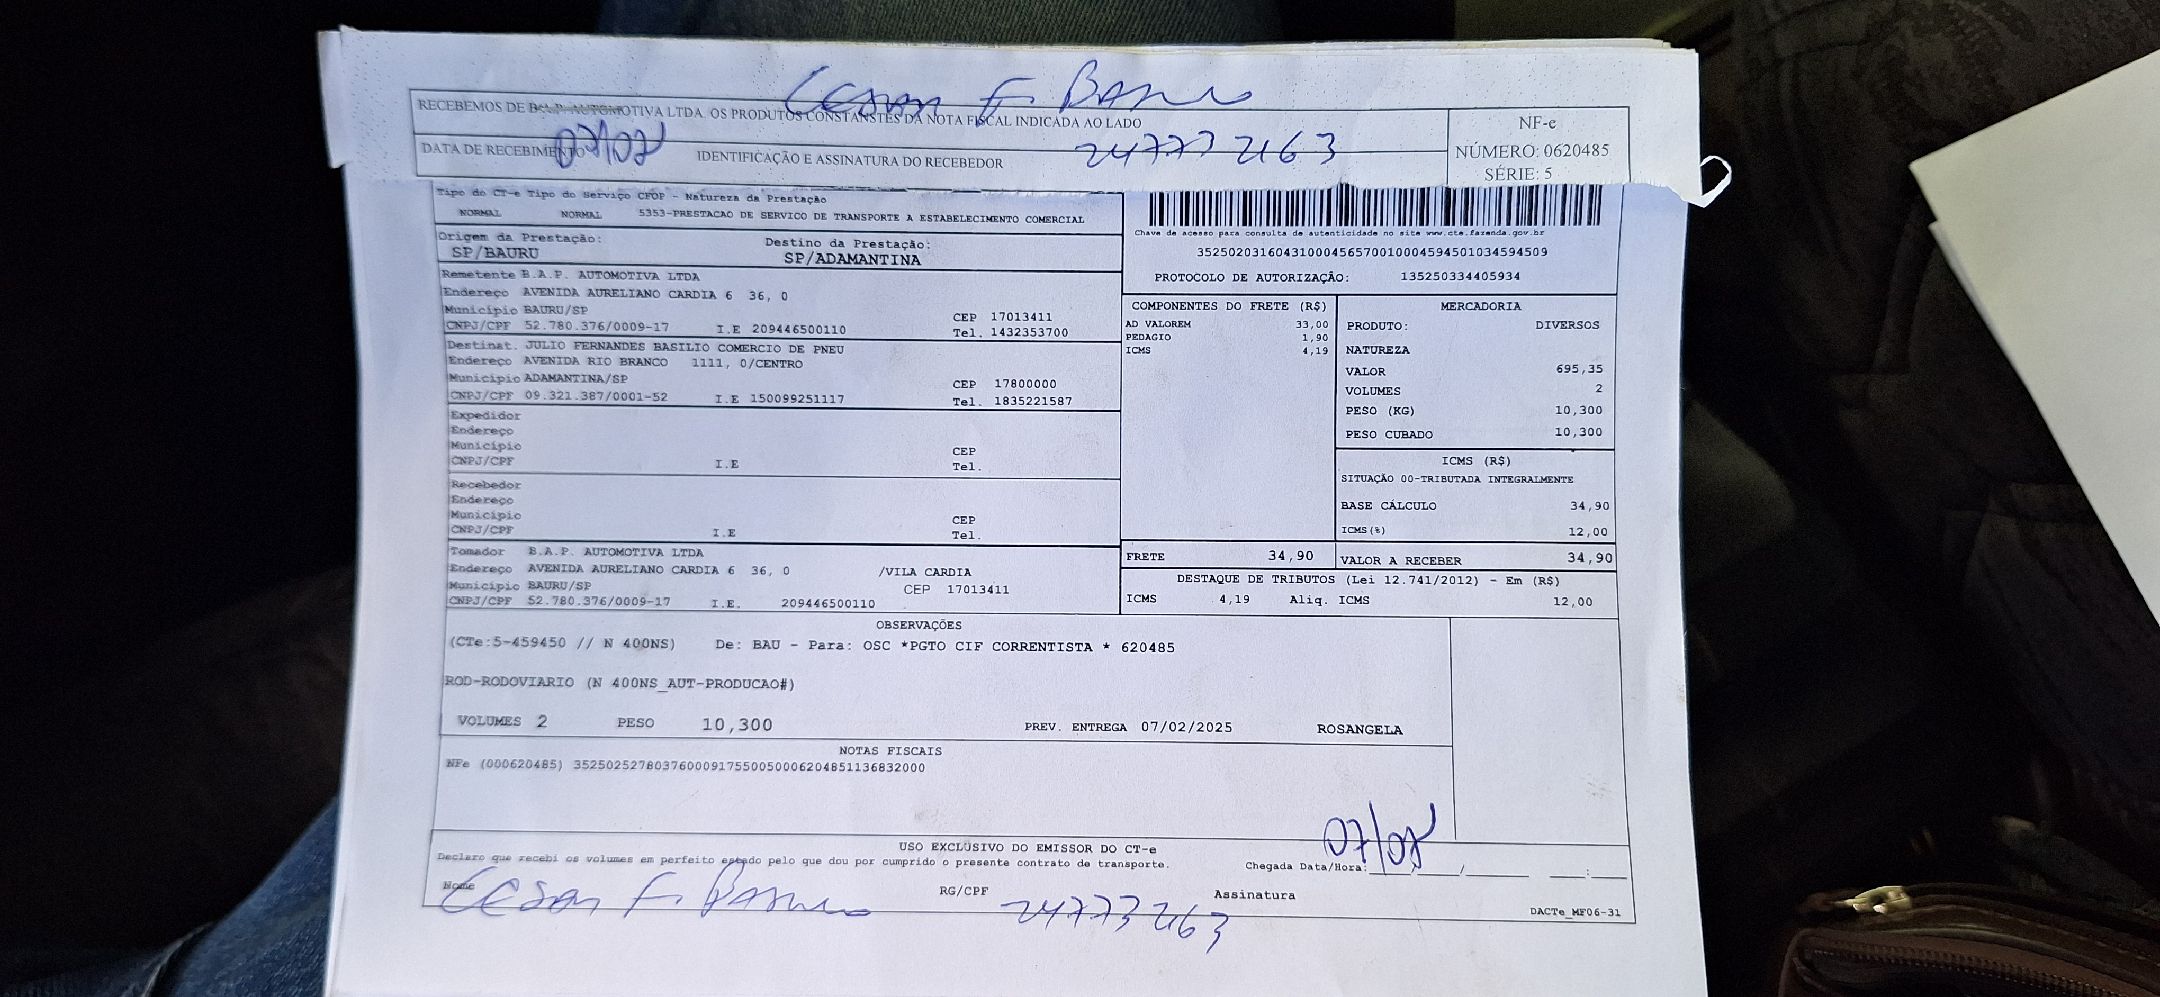 Cesar F. Basilio
RECEBEMOS DE B.A.P. AUTOMOTIVA LTDA. OS PRODUTOS CONSTANSTES DA NOTA FISCAL INDICADA AO LADO
DATA DE RECEBIMENTO 07/02
IDENTIFICAÇÃO E ASSINATURA DO RECEBEDOR 24773 2163
NF-e
NÚMERO: 0620485
SÉRIE: 5
Tipo do CT-e Tipo do Serviço CFOP - Natureza da Prestação
NORMAL NORMAL 5353-PRESTACAO DE SERVICO DE TRANSPORTE A ESTABELECIMENTO COMERCIAL
Origem da Prestação: Destino da Prestação:
SP/BAURU SP/ADAMANTINA
Remetente B.A.P. AUTOMOTIVA LTDA
Endereço AVENIDA AURELIANO CARDIA 6 36, 0
Município BAURU/SP CEP 17013411
CNPJ/CPF 52.780.376/0009-17 I.E 209446500110 Tel. 1432353700
Destinat. JULIO FERNANDES BASILIO COMERCIO DE PNEU
Endereço AVENIDA RIO BRANCO 1111, 0/CENTRO
Município ADAMANTINA/SP CEP 17800000
CNPJ/CPF 09.321.387/0001-52 I.E 150099251117 Tel. 1835221587
Expedidor
Endereço
Município CEP
CNPJ/CPF I.E Tel.
Recebedor
Endereço
Município CEP
CNPJ/CPF I.E Tel.
Tomador B.A.P. AUTOMOTIVA LTDA
Endereço AVENIDA AURELIANO CARDIA 6 36, 0 /VILA CARDIA
Município BAURU/SP CEP 17013411
CNPJ/CPF 52.780.376/0009-17 I.E. 209446500110
Chave de acesso para consulta de autenticidade no site www.cte.fazenda.gov.br
35250203160431000456570010004594501034594509
PROTOCOLO DE AUTORIZAÇÃO: 135250334405934
COMPONENTES DO FRETE (R$)
AD VALOREM 33,00
PEDAGIO 1,90
ICMS 4,19
MERCADORIA
PRODUTO: DIVERSOS
NATUREZA
VALOR 695,35
VOLUMES 2
PESO (KG) 10,300
PESO CUBADO 10,300
ICMS (R$)
SITUAÇÃO 00-TRIBUTADA INTEGRALMENTE
BASE CÁLCULO 34,90
ICMS(%) 12,00
FRETE 34,90
VALOR A RECEBER 34,90
DESTAQUE DE TRIBUTOS (Lei 12.741/2012) - Em (R$)
ICMS 4,19 Aliq. ICMS 12,00
OBSERVAÇÕES
(CTe:5-459450 // N 400NS) De: BAU - Para: OSC *PGTO CIF CORRENTISTA * 620485
ROD-RODOVIARIO (N 400NS_AUT-PRODUCAO#)
VOLUMES 2 PESO 10,300 PREV. ENTREGA 07/02/2025 ROSANGELA
NOTAS FISCAIS
NFe (000620485) 35250252780376000917550050006204851136832000
USO EXCLUSIVO DO EMISSOR DO CT-e
Declaro que recebi os volumes em perfeito estado pelo que dou por cumprido o presente contrato de transporte.
Chegada Data/Hora: 07/02
Nome Cesar F. Basilio RG/CPF 24773 2163 Assinatura
DACTe_MF06-31